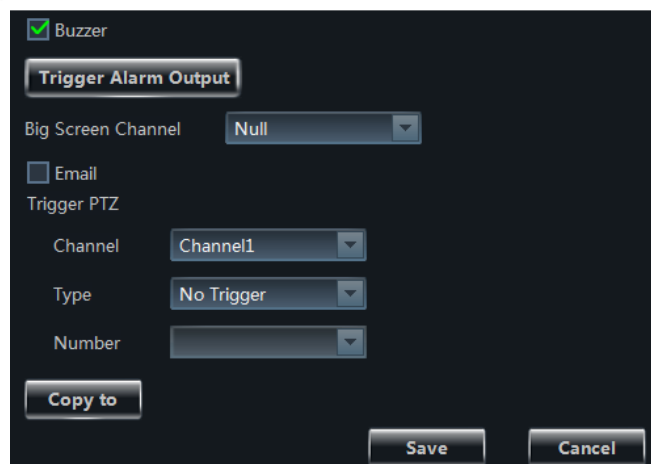 Buzzer
Trigger Alarm Output
Big Screen Channel Null
Email
Trigger PTZ
Channel Channel1
Type No Trigger
Number
Copy to
Save Cancel